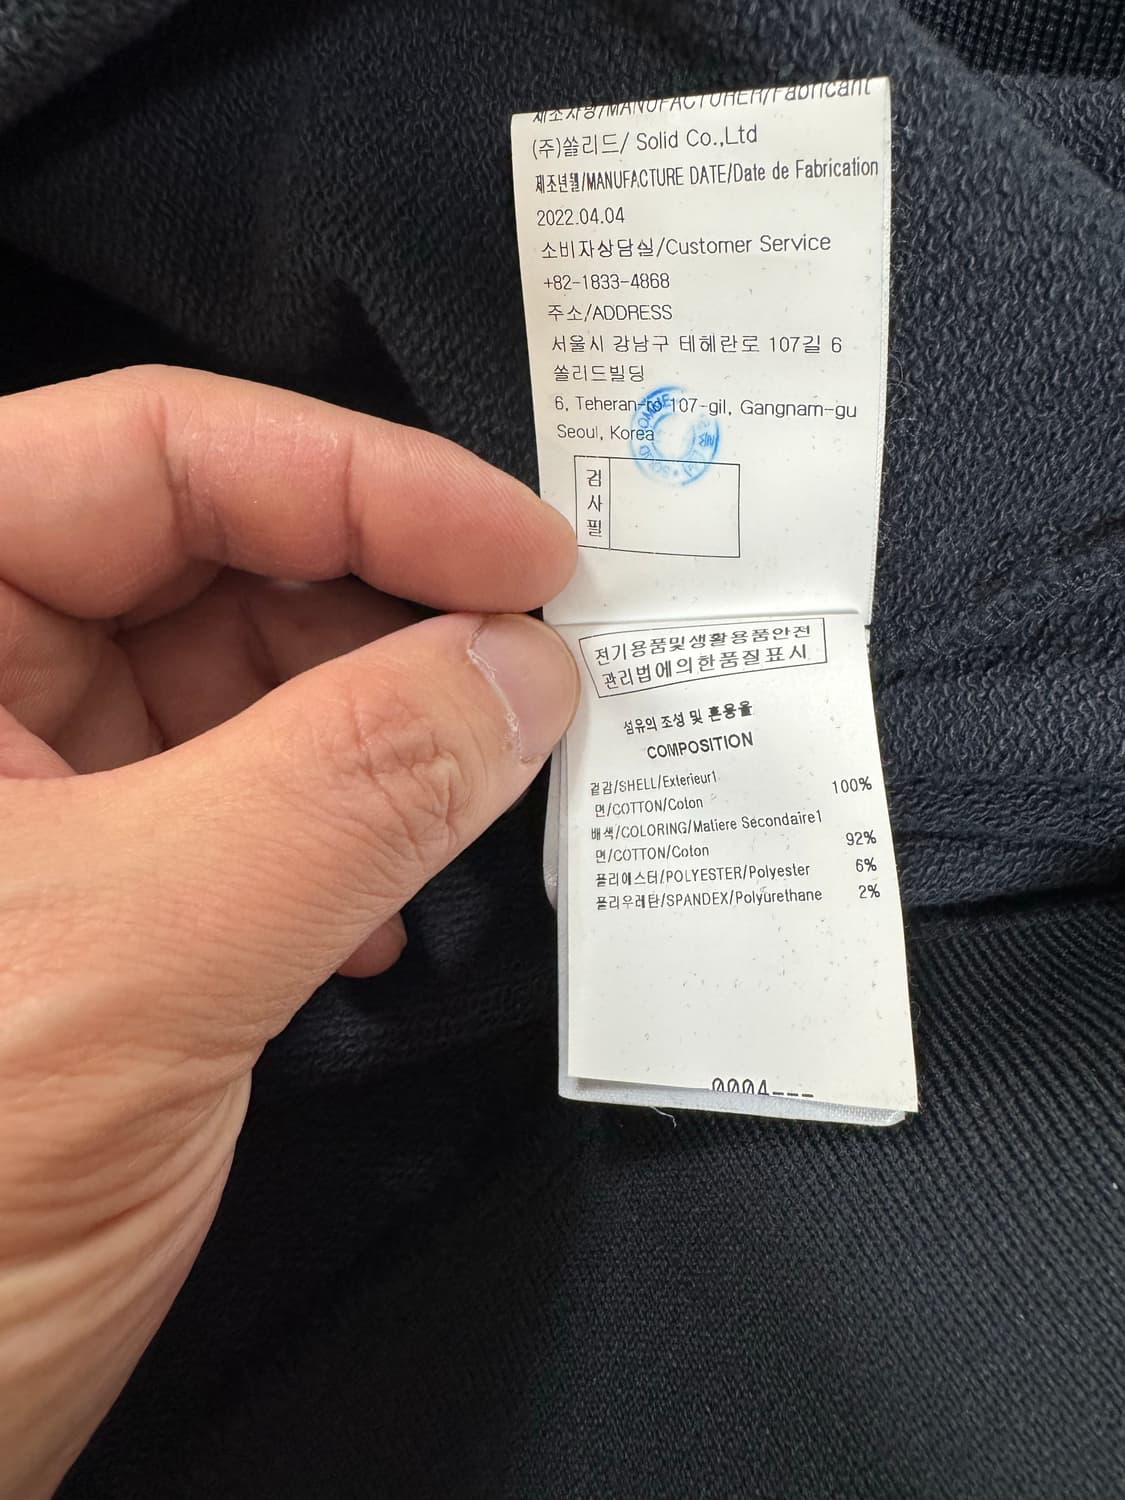 제조자명/MANUFACTURER/Fabricant
(주)쏠리드/ Solid Co.,Ltd
제조년월/MANUFACTURE DATE/Date de Fabrication
2022.04.04
소비자상담실/Customer Service
+82-1833-4868
주소/ADDRESS
서울시 강남구 테헤란로 107길 6
쏠리드빌딩
6, Teheran-ro 107-gil, Gangnam-gu
Seoul, Korea
검사필
전기용품및생활용품안전
관리법에의한품질표시
섬유의 조성 및 혼용율
COMPOSITION
겉감/SHELL/Exterieur1
면/COTTON/Coton 100%
배색/COLORING/Matiere Secondaire1
면/COTTON/Coton 92%
폴리에스터/POLYESTER/Polyester 6%
폴리우레탄/SPANDEX/Polyurethane 2%
0004---